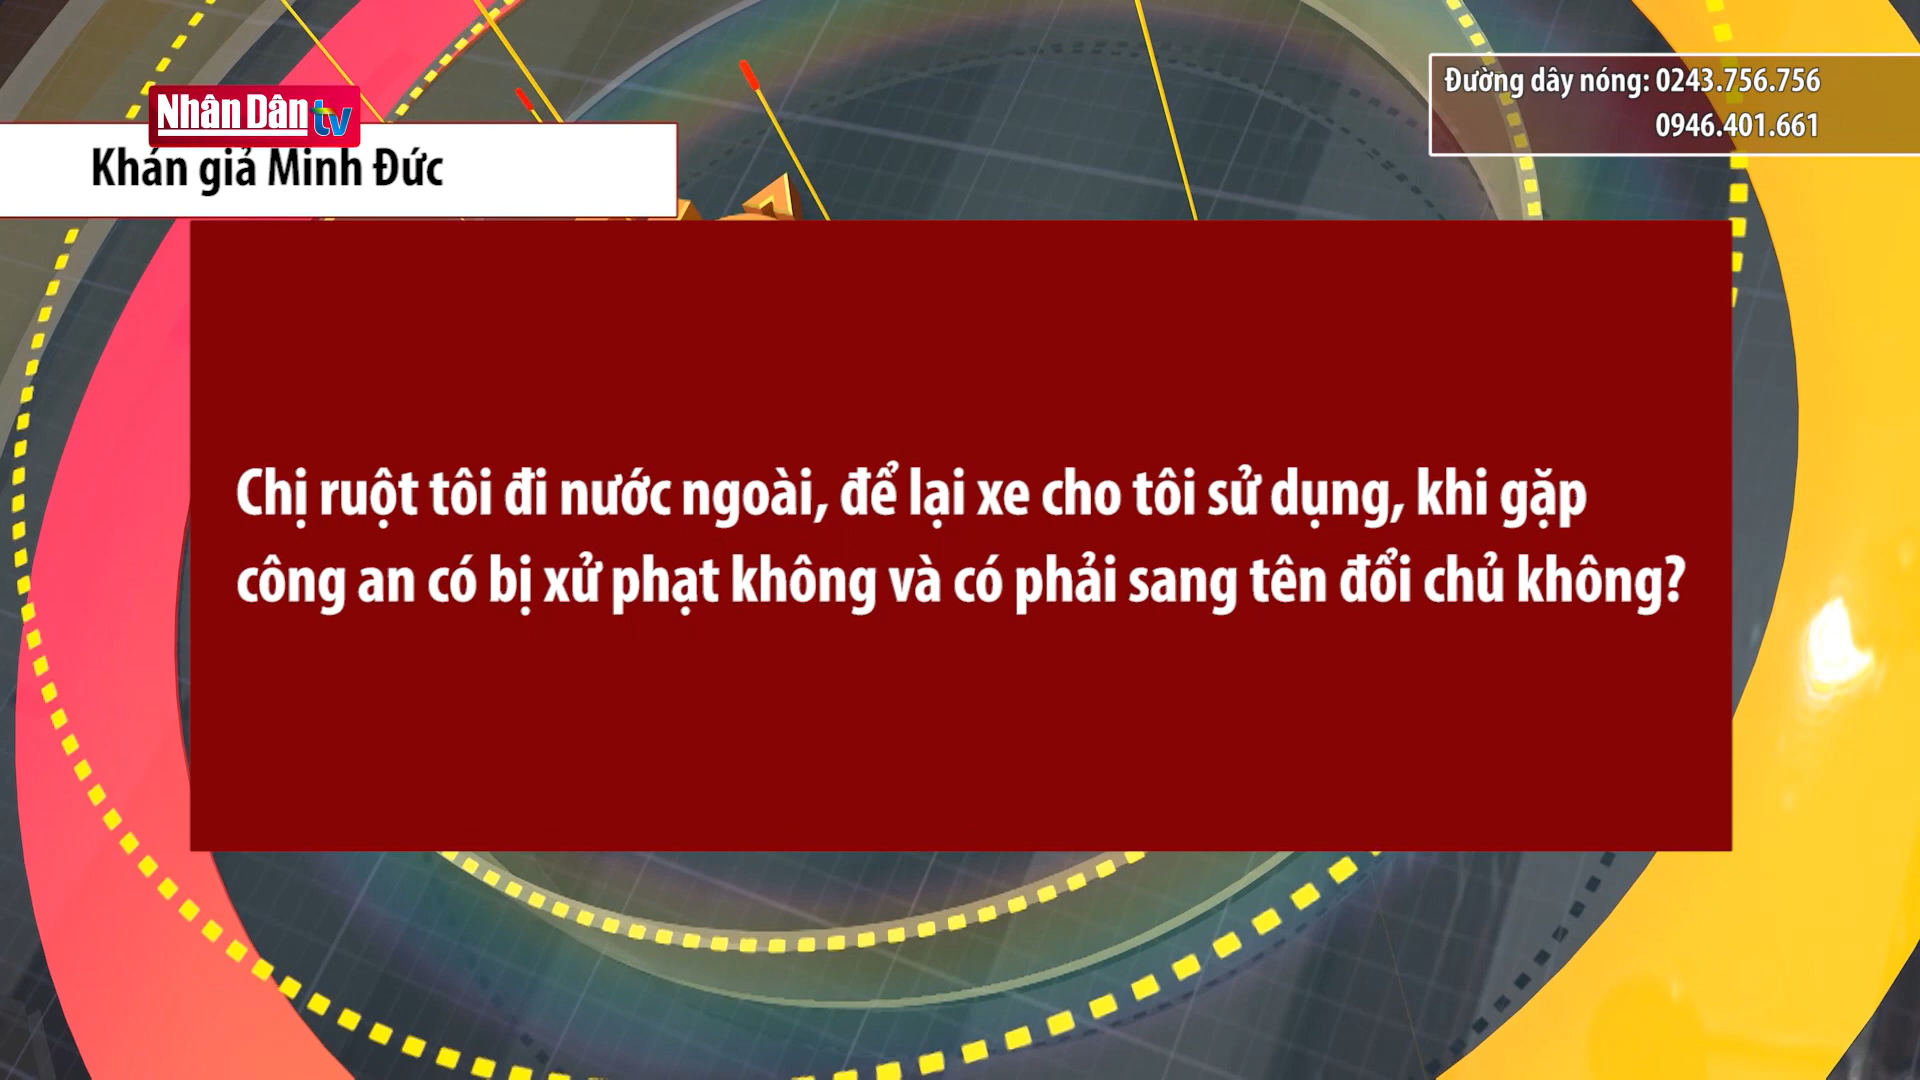 Nhân Dân tv
Khán giả Minh Đức
Đường dây nóng: 0243.756.756
0946.401.661
Chị ruột tôi đi nước ngoài, để lại xe cho tôi sử dụng, khi gặp
công an có bị xử phạt không và có phải sang tên đổi chủ không?